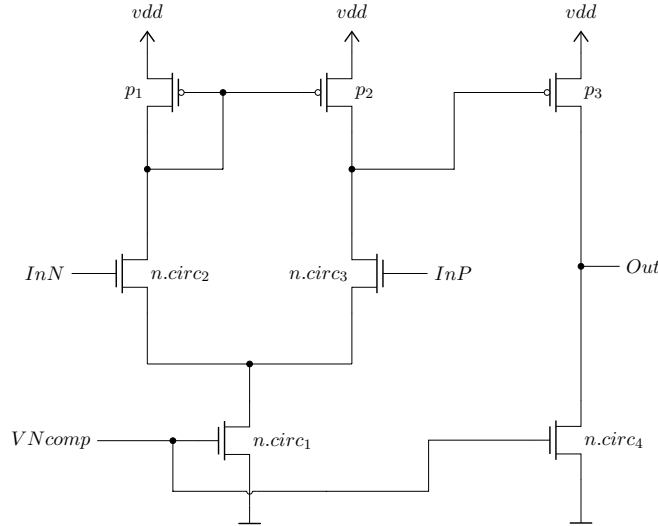 vdd vdd vdd
p1 p2 p3
InN n.circ2 n.circ3 InP Out
VNcomp n.circ1 n.circ4